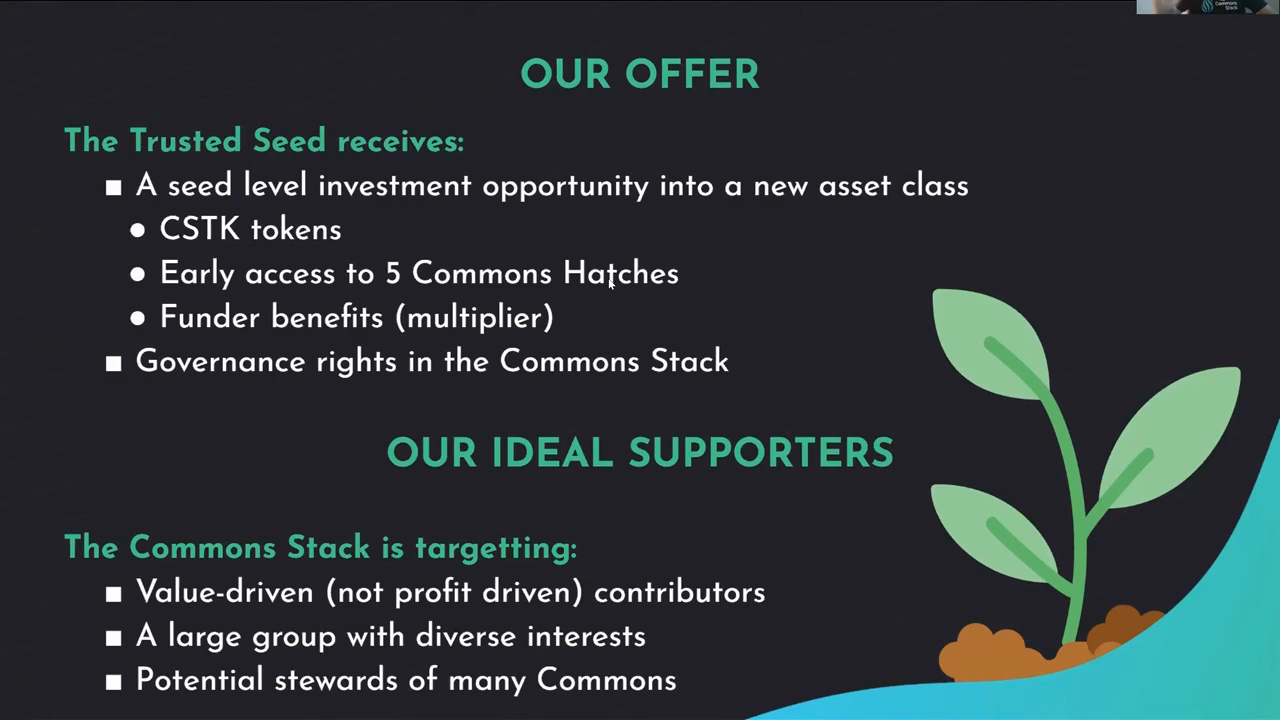 Commons
Stack
OUR OFFER
The Trusted Seed receives:
■ A seed level investment opportunity into a new asset class
● CSTK tokens
● Early access to 5 Commons Hatches
● Funder benefits (multiplier)
■ Governance rights in the Commons Stack
OUR IDEAL SUPPORTERS
The Commons Stack is targetting:
■ Value-driven (not profit driven) contributors
■ A large group with diverse interests
■ Potential stewards of many Commons